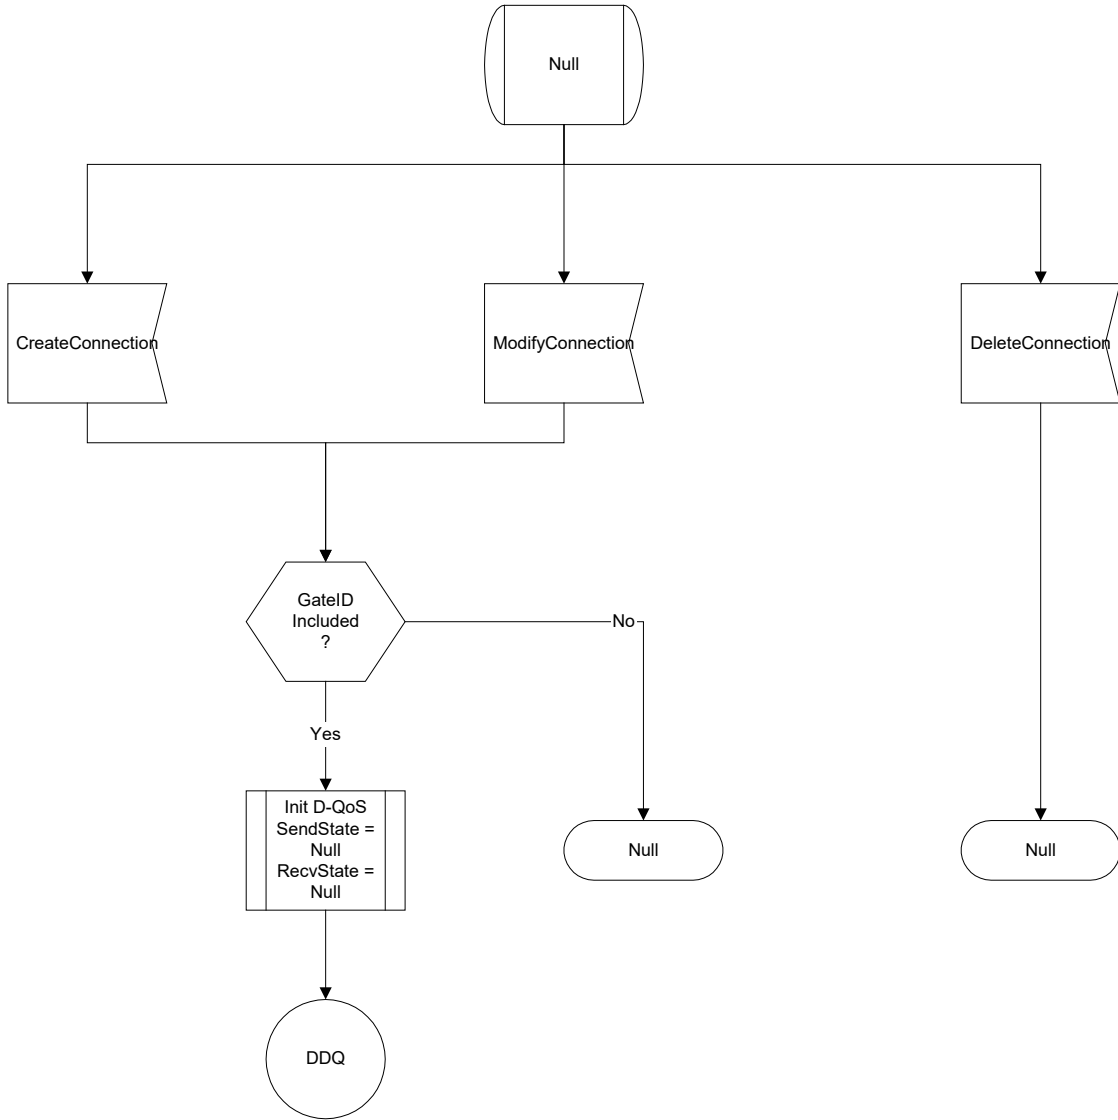 Null
CreateConnection
ModifyConnection
DeleteConnection
GateID
Included
?
No
Yes
Init D-QoS
SendState =
Null
RecvState =
Null
Null
Null
DDQ